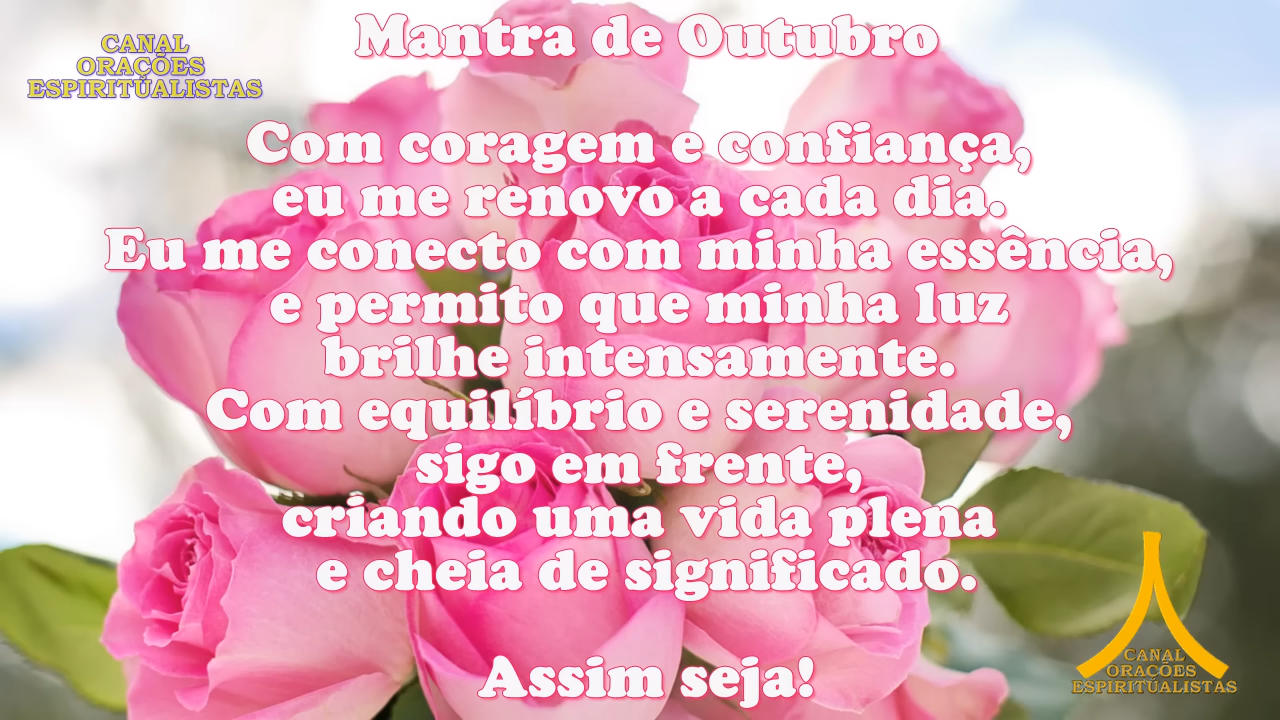 Mantra de Outubro
CANAL
ORAÇÕES
ESPIRITUALISTAS
Com coragem e confiança,
eu me renovo a cada dia.
Eu me conecto com minha essência,
e permito que minha luz
brilhe intensamente.
Com equilíbrio e serenidade,
sigo em frente,
criando uma vida plena
e cheia de significado.
Assim seja!
CANAL
ORAÇÕES
ESPIRITUALISTAS